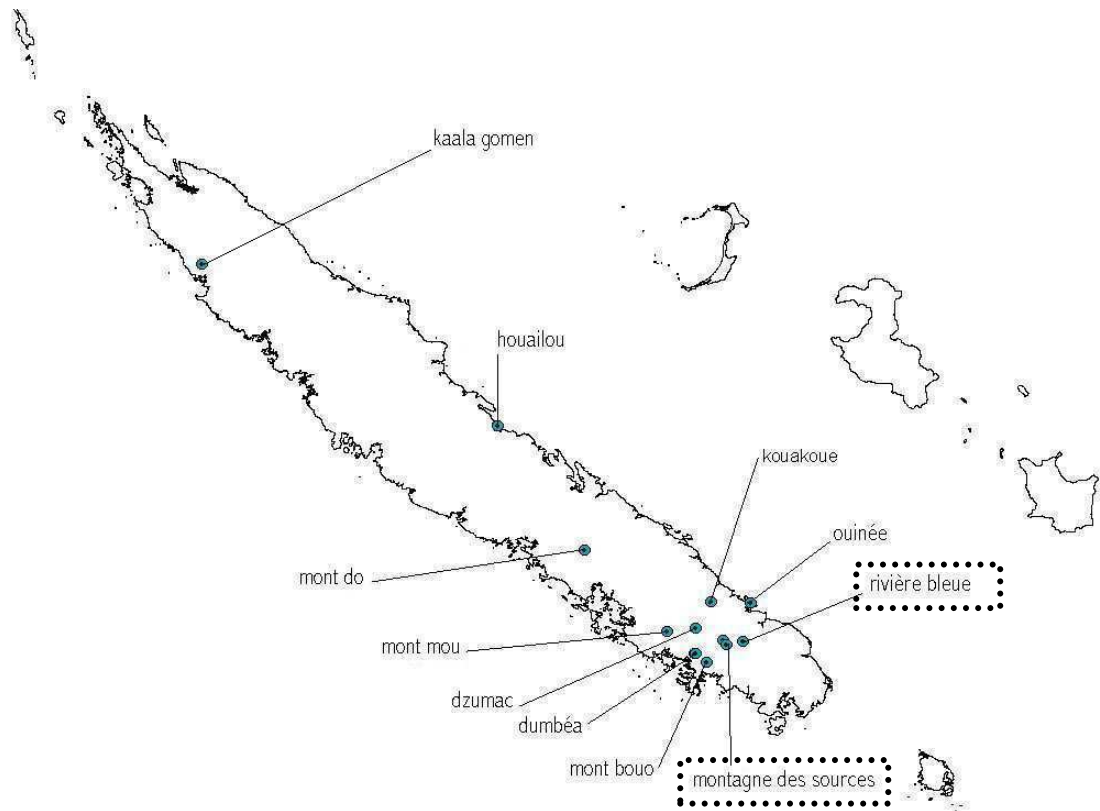 kaala gomen
houailou
kouakoue
ouinée
mont do
rivière bleue
mont mou
dzumac
dumbéa
mont bouo
montagne des sources